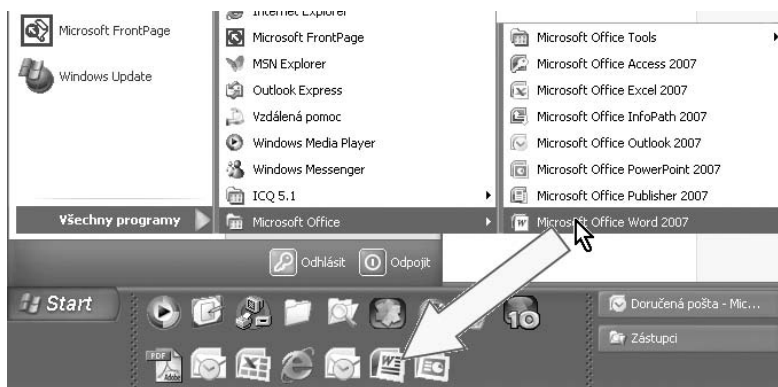 Microsoft FrontPage
Windows Update
Všechny programy
Internet Explorer
Microsoft FrontPage
MSN Explorer
Outlook Express
Vzdálená pomoc
Windows Media Player
Windows Messenger
ICQ 5.1
Microsoft Office
Microsoft Office Tools
Microsoft Office Access 2007
Microsoft Office Excel 2007
Microsoft Office InfoPath 2007
Microsoft Office Outlook 2007
Microsoft Office PowerPoint 2007
Microsoft Office Publisher 2007
Microsoft Office Word 2007
Odhlásit
Odpojit
Start
10
Doručená pošta - Mic...
Zástupci
PDF
Adobe